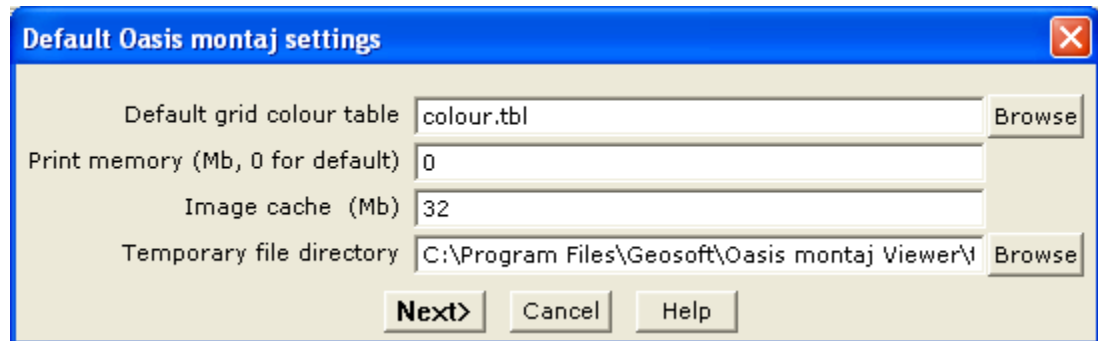 Default Oasis montaj settings
Default grid colour table colour.tbl Browse
Print memory (Mb, 0 for default) 0
Image cache (Mb) 32
Temporary file directory C:\Program Files\Geosoft\Oasis montaj Viewer\t Browse
Next> Cancel Help